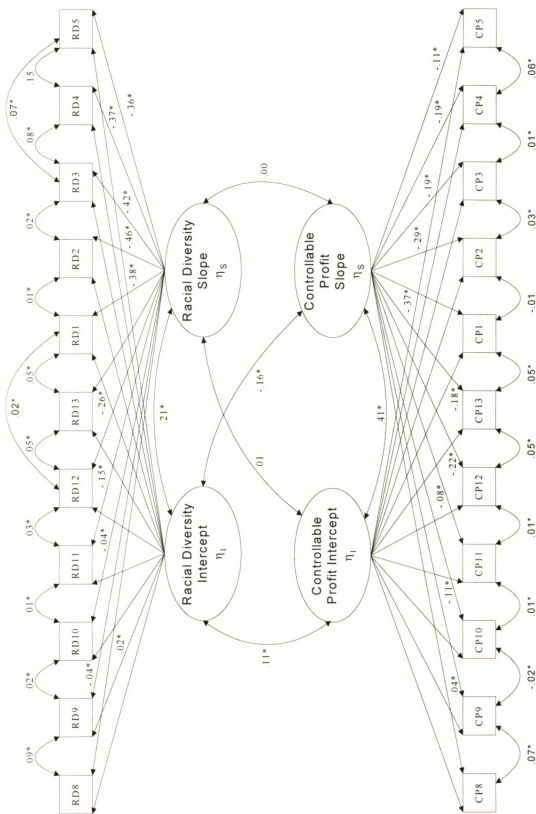 .02*
.07*
.09*
.02*
.01*
.03*
.05*
.05*
.01*
.02*
.08*
.15
RD8
RD9
RD10
RD11
RD12
RD13
RD1
RD2
RD3
RD4
RD5
-.04*
.02*
-.04*
-.15*
-.26*
-.38*
-.46*
-.42*
-.37*
-.36*
.21*
Racial Diversity
Intercept
ηI
Racial Diversity
Slope
ηS
.11*
.01
-.16*
.00
Controllable
Profit Intercept
ηI
Controllable
Profit
Slope
ηS
.41*
.04*
-.11*
-.08*
-.22*
-.18*
-.37*
-.29*
-.19*
-.19*
-.11*
CP8
CP9
CP10
CP11
CP12
CP13
CP1
CP2
CP3
CP4
CP5
.07*
-.02*
.01*
.01*
.05*
.05*
-.01
.03*
.01*
.06*